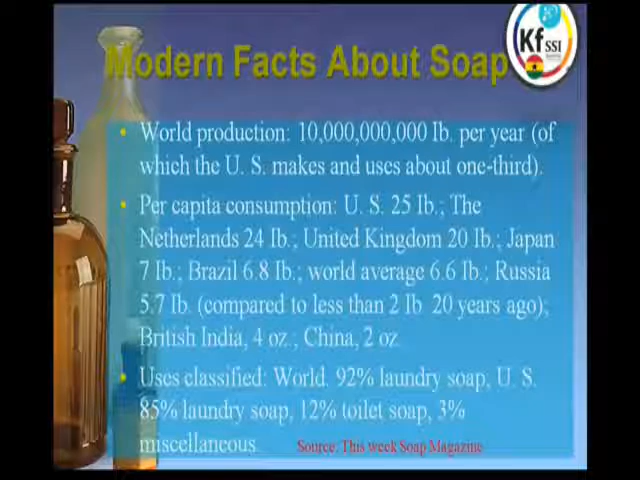 Modern Facts About Soap
Kf SSI
World production: 10,000,000,000 lb. per year (of
which the U. S. makes and uses about one-third).
Per capita consumption: U. S. 25 lb.; The
Netherlands 24 lb.; United Kingdom 20 lb.; Japan
7 lb.; Brazil 6.8 lb.; world average 6.6 lb.; Russia
5.7 lb. (compared to less than 2 lb 20 years ago);
British India, 4 oz., China, 2 oz
Uses classified: World. 92% laundry soap, U. S.
85% laundry soap, 12% toilet soap, 3%
miscellaneous.
Source: This week Soap Magazine